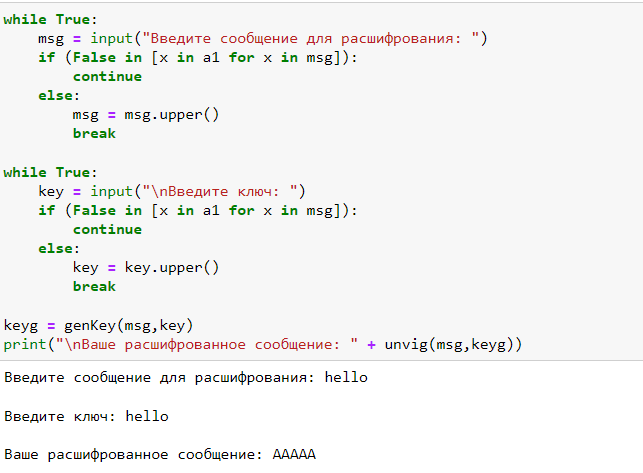 while True:
    msg = input("Введите сообщение для расшифрования: ")
    if (False in [x in a1 for x in msg]):
        continue
    else:
        msg = msg.upper()
        break
while True:
    key = input("\nВведите ключ: ")
    if (False in [x in a1 for x in msg]):
        continue
    else:
        key = key.upper()
        break
keyg = genKey(msg,key)
print("\nВаше расшифрованное сообщение: " + unvig(msg,keyg))
Введите сообщение для расшифрования: hello
Введите ключ: hello
Ваше расшифрованное сообщение: AAAAA